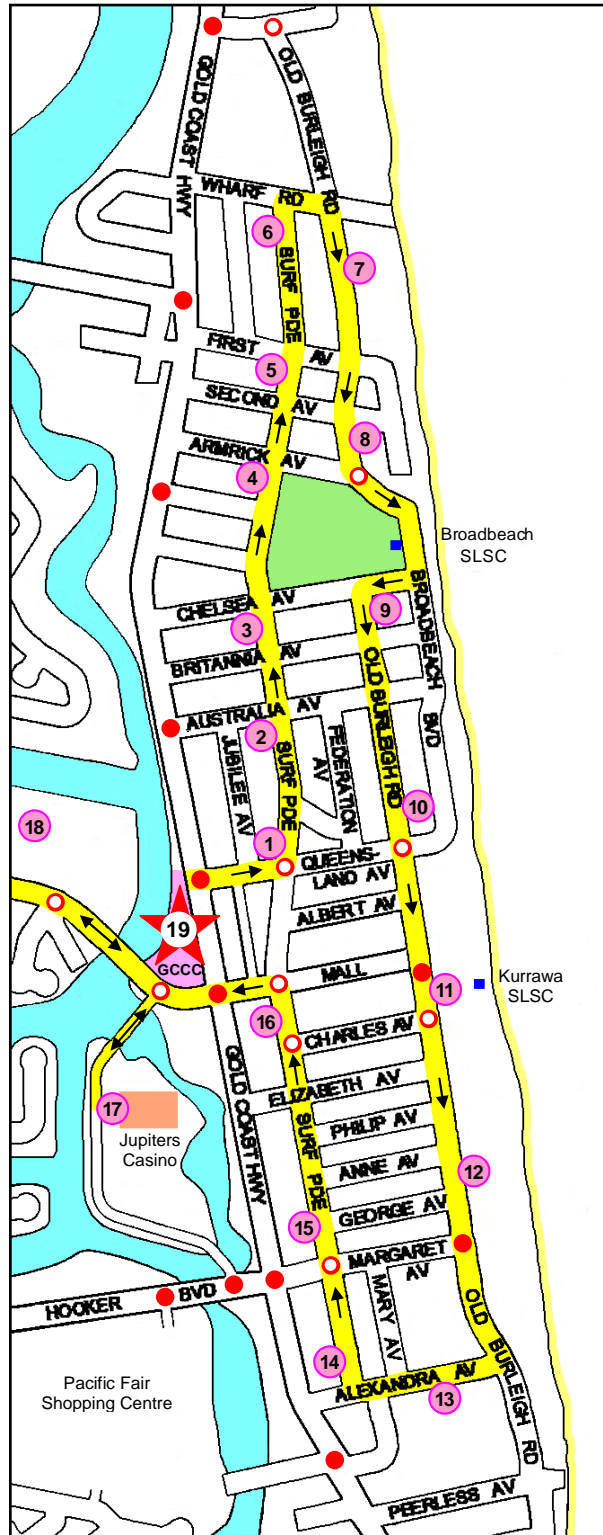 OLD BURLEIGH RD
GOLD COAST HWY
WHARF RD
6
7
SURF PDE
FIRST AV
5
SECOND AV
8
ARMRICK AV
4
Broadbeach
SLSC
CHELSEA AV
9
BROADBEACH BVD
3
BRITANNIA AV
OLD BURLEIGH RD
AUSTRALIA AV
2
JUBILEE AV
SURF PDE
FEDERATION
AV
10
18
1
QUEENS-
LAND AV
ALBERT AV
19
GCCC
MALL
11
Kurrawa
SLSC
16
CHARLES AV
GOLD COAST HWY
ELIZABETH AV
17
SURF PDE
PHILIP AV
Jupiters
Casino
ANNE AV
12
GEORGE AV
15
MARGARET
AV
HOOKER BVD
MARY AV
OLD BURLEIGH RD
14
ALEXANDRA AV
13
Pacific Fair
Shopping Centre
PEERLESS AV